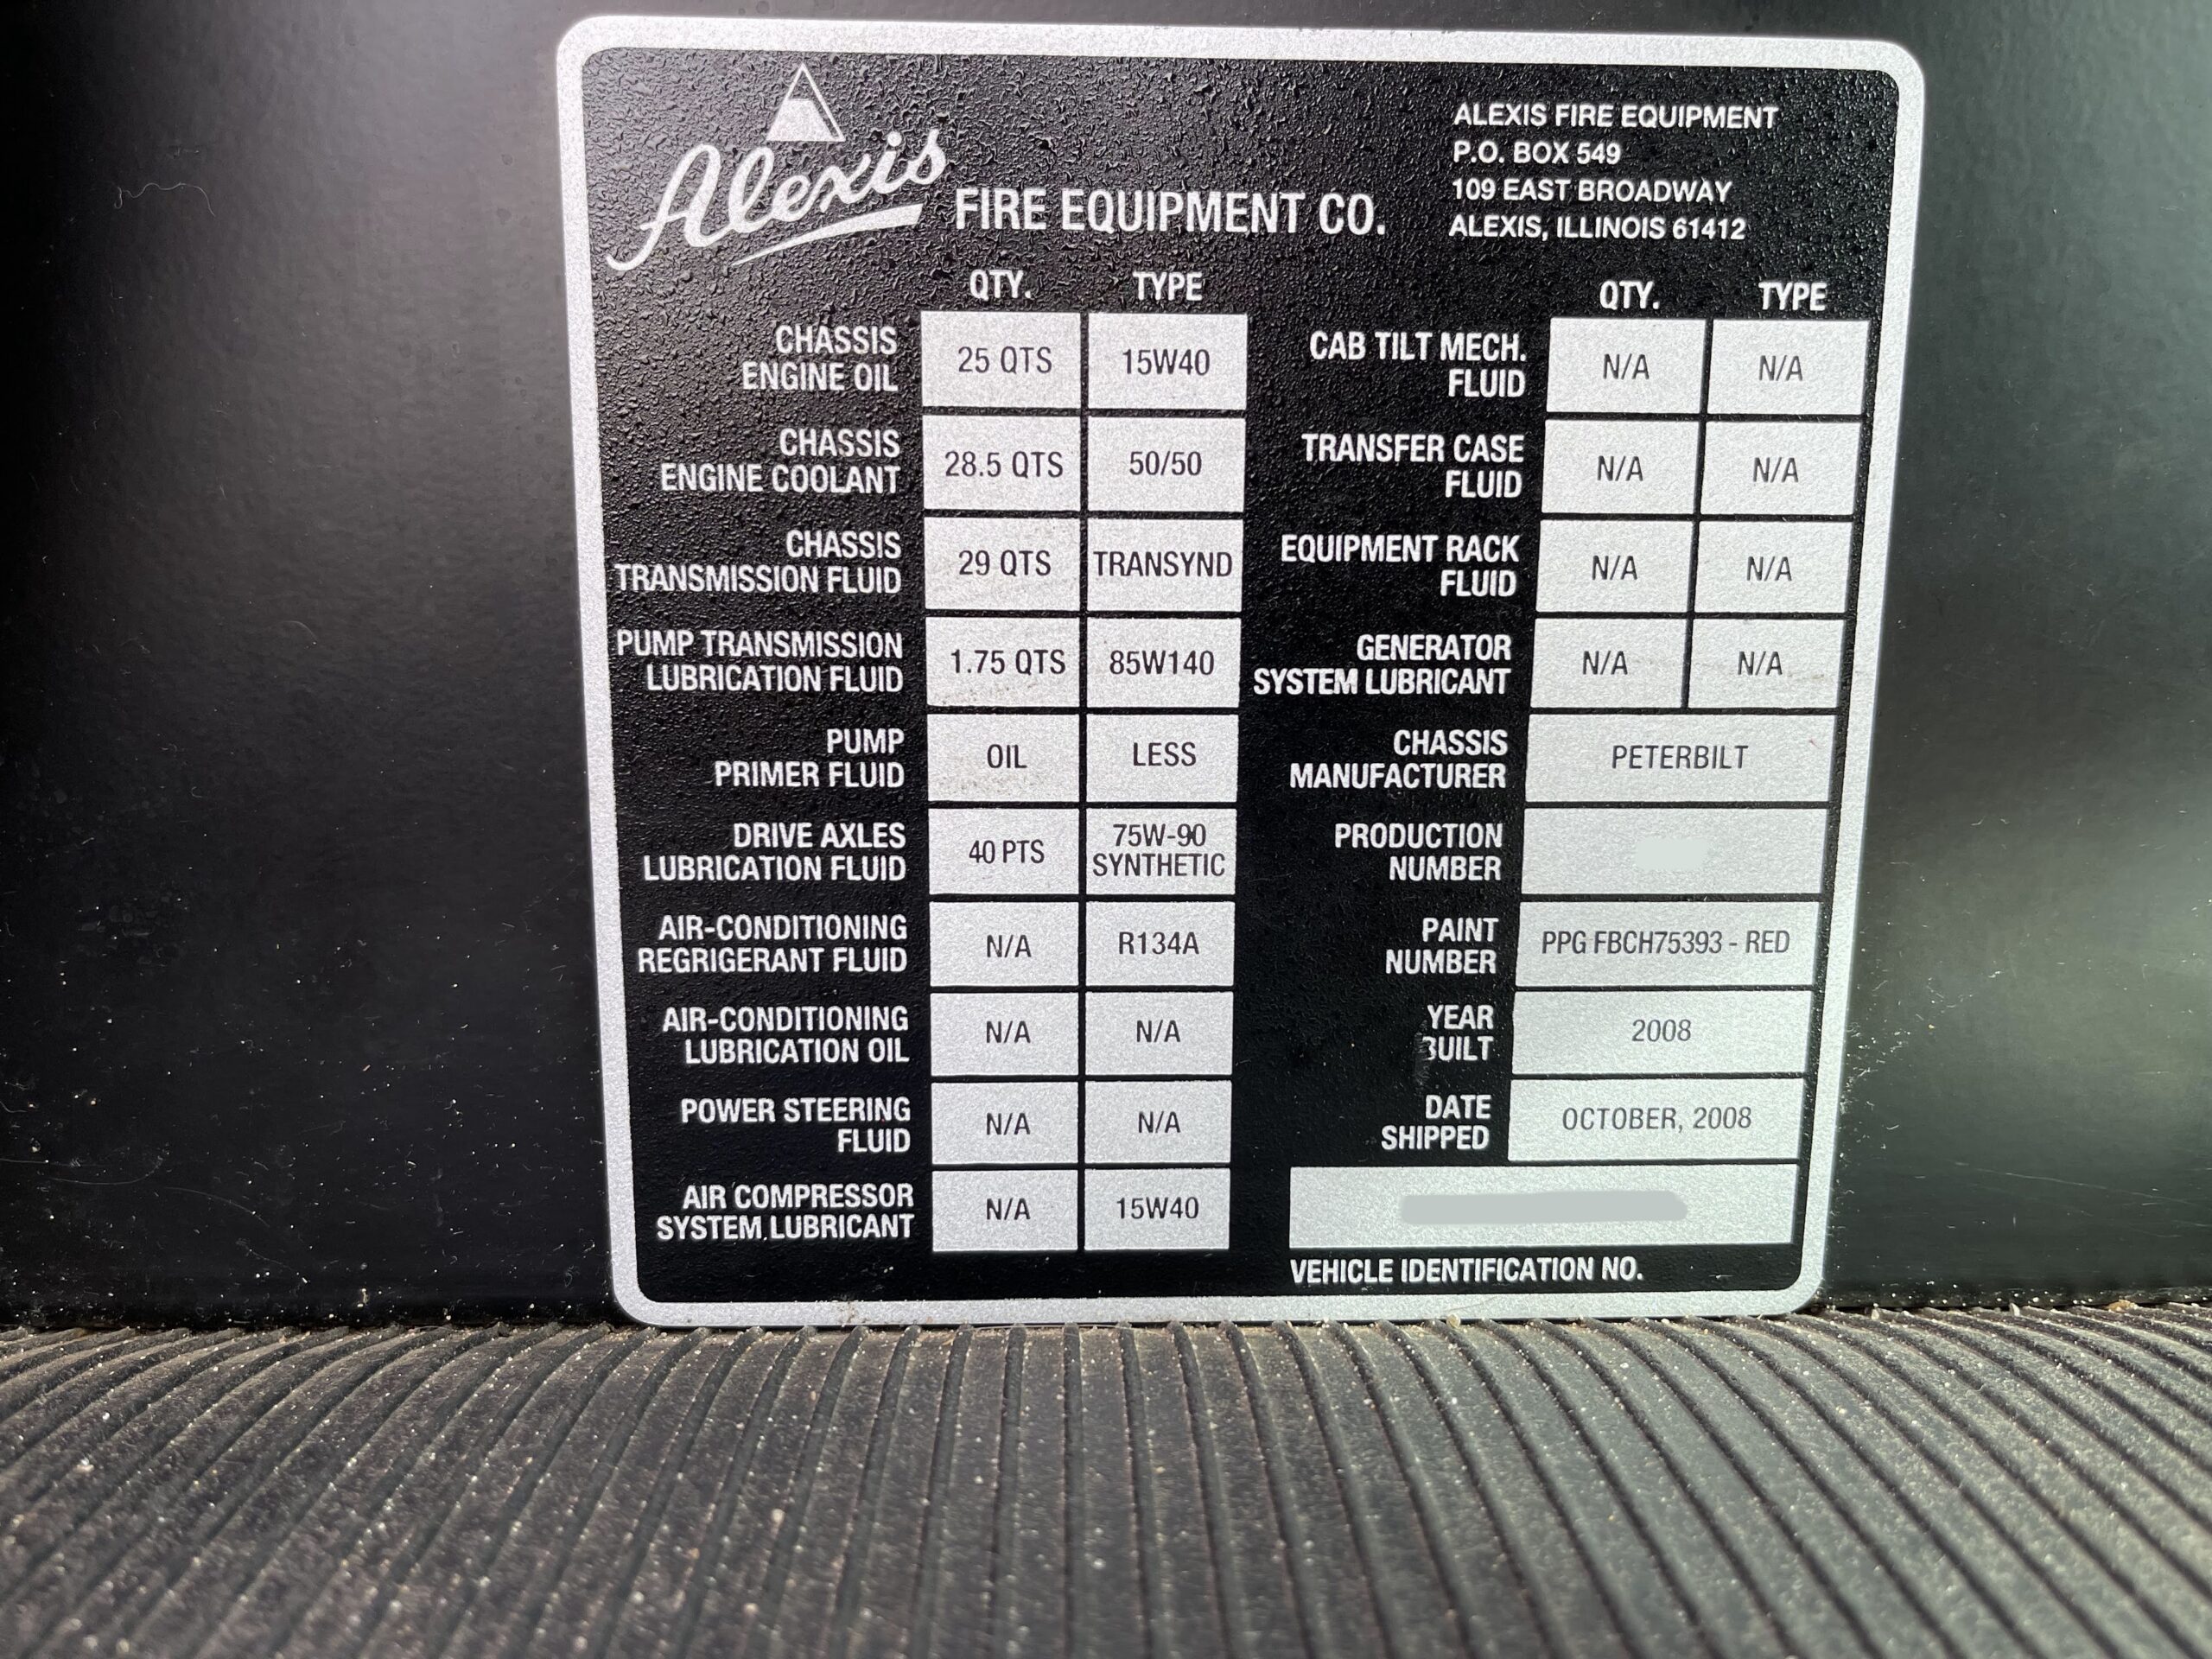 Alexis FIRE EQUIPMENT CO.
ALEXIS FIRE EQUIPMENT
P.O. BOX 549
109 EAST BROADWAY
ALEXIS, ILLINOIS 61412
QTY. TYPE
CHASSIS
ENGINE OIL
25 QTS 15W40
CHASSIS
ENGINE COOLANT
28.5 QTS 50/50
CHASSIS
TRANSMISSION FLUID
29 QTS TRANSYND
PUMP TRANSMISSION
LUBRICATION FLUID
1.75 QTS 85W140
PUMP
PRIMER FLUID
OIL LESS
DRIVE AXLES
LUBRICATION FLUID
40 PTS
75W-90
SYNTHETIC
AIR-CONDITIONING
REGRIGERANT FLUID
N/A R134A
AIR-CONDITIONING
LUBRICATION OIL
N/A N/A
POWER STEERING
FLUID
N/A N/A
AIR COMPRESSOR
SYSTEM LUBRICANT
N/A 15W40
QTY. TYPE
CAB TILT MECH.
FLUID
N/A N/A
TRANSFER CASE
FLUID
N/A N/A
EQUIPMENT RACK
FLUID
N/A N/A
GENERATOR
SYSTEM LUBRICANT
N/A N/A
CHASSIS
MANUFACTURER
PETERBILT
PRODUCTION
NUMBER
PAINT
NUMBER
PPG FBCH75393 - RED
YEAR
BUILT
2008
DATE
SHIPPED
OCTOBER, 2008
VEHICLE IDENTIFICATION NO.